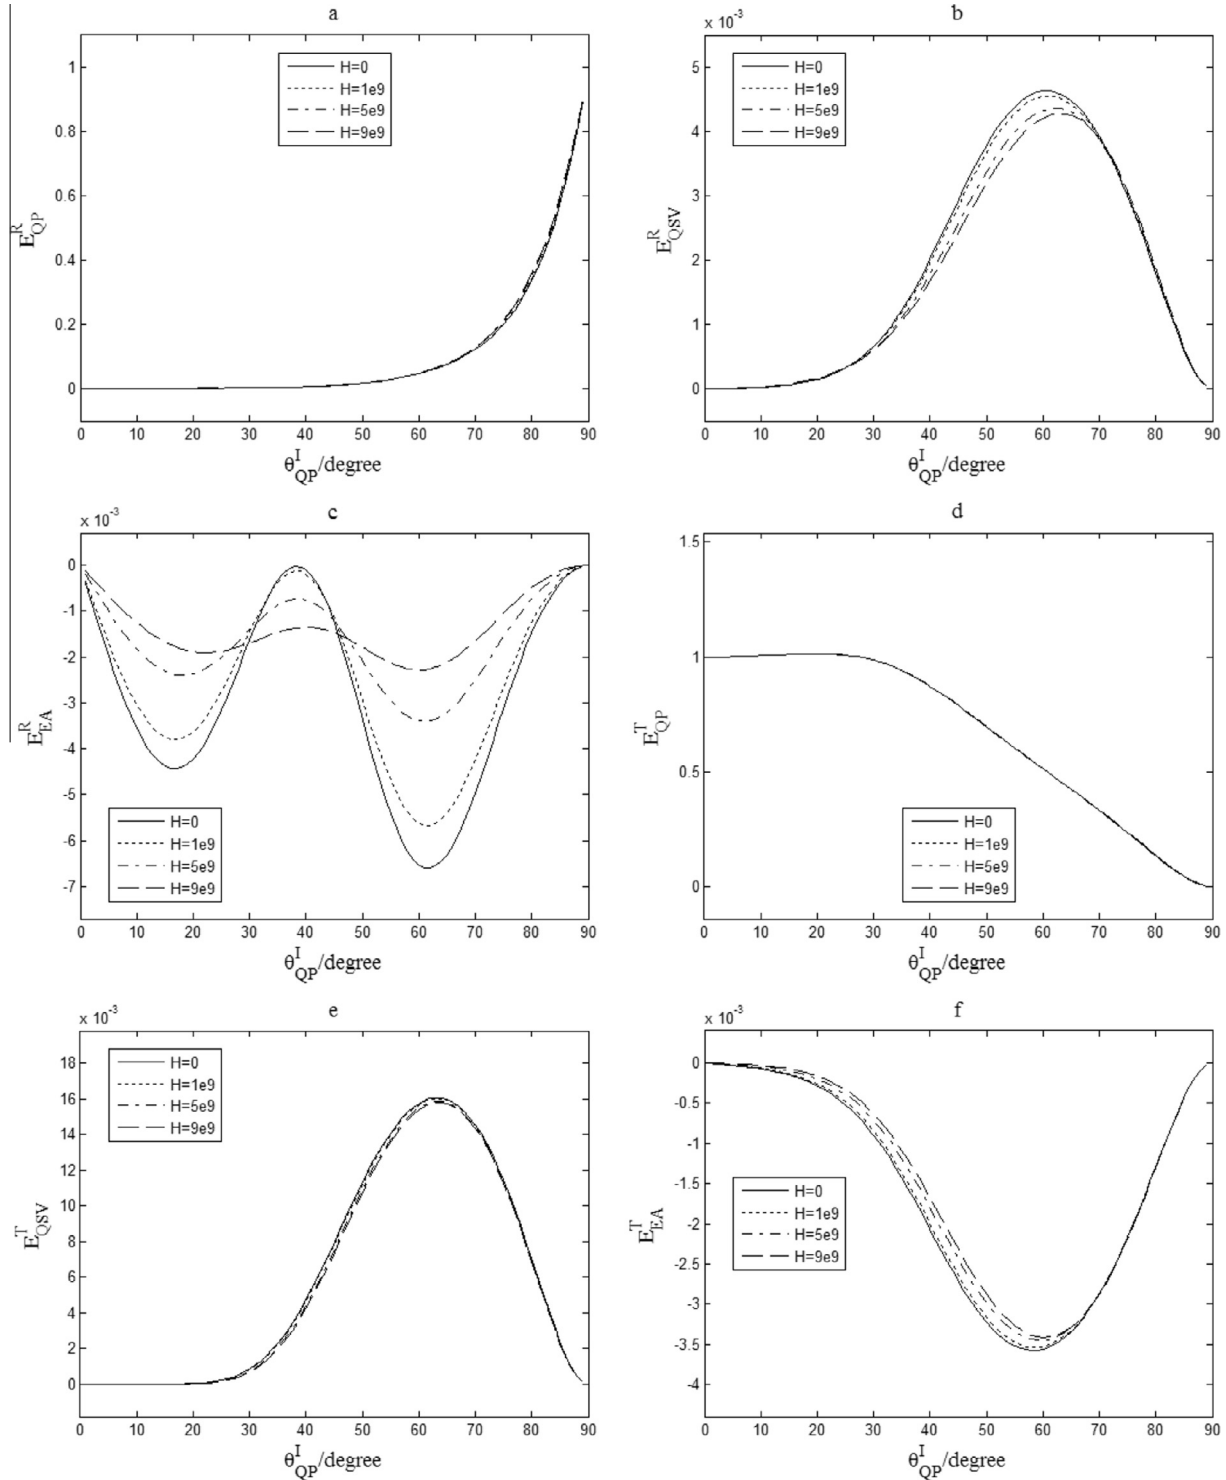 a
1
0.8
0.6
0.4
0.2
0
E^R_QP
H=0
H=1e9
H=5e9
H=9e9
0 10 20 30 40 50 60 70 80 90
θ^I_QP/degree
b
x 10^-3
5
4
3
2
1
0
E^R_QSV
H=0
H=1e9
H=5e9
H=9e9
0 10 20 30 40 50 60 70 80 90
θ^I_QP/degree
c
x 10^-3
0
-1
-2
-3
-4
-5
-6
-7
E^R_EA
H=0
H=1e9
H=5e9
H=9e9
0 10 20 30 40 50 60 70 80 90
θ^I_QP/degree
d
1.5
1
0.5
0
E^T_QP
H=0
H=1e9
H=5e9
H=9e9
0 10 20 30 40 50 60 70 80 90
θ^I_QP/degree
e
x 10^-3
18
16
14
12
10
8
6
4
2
0
E^T_QSV
H=0
H=1e9
H=5e9
H=9e9
0 10 20 30 40 50 60 70 80 90
θ^I_QP/degree
f
x 10^-3
0
-0.5
-1
-1.5
-2
-2.5
-3
-3.5
-4
E^T_EA
H=0
H=1e9
H=5e9
H=9e9
0 10 20 30 40 50 60 70 80 90
θ^I_QP/degree